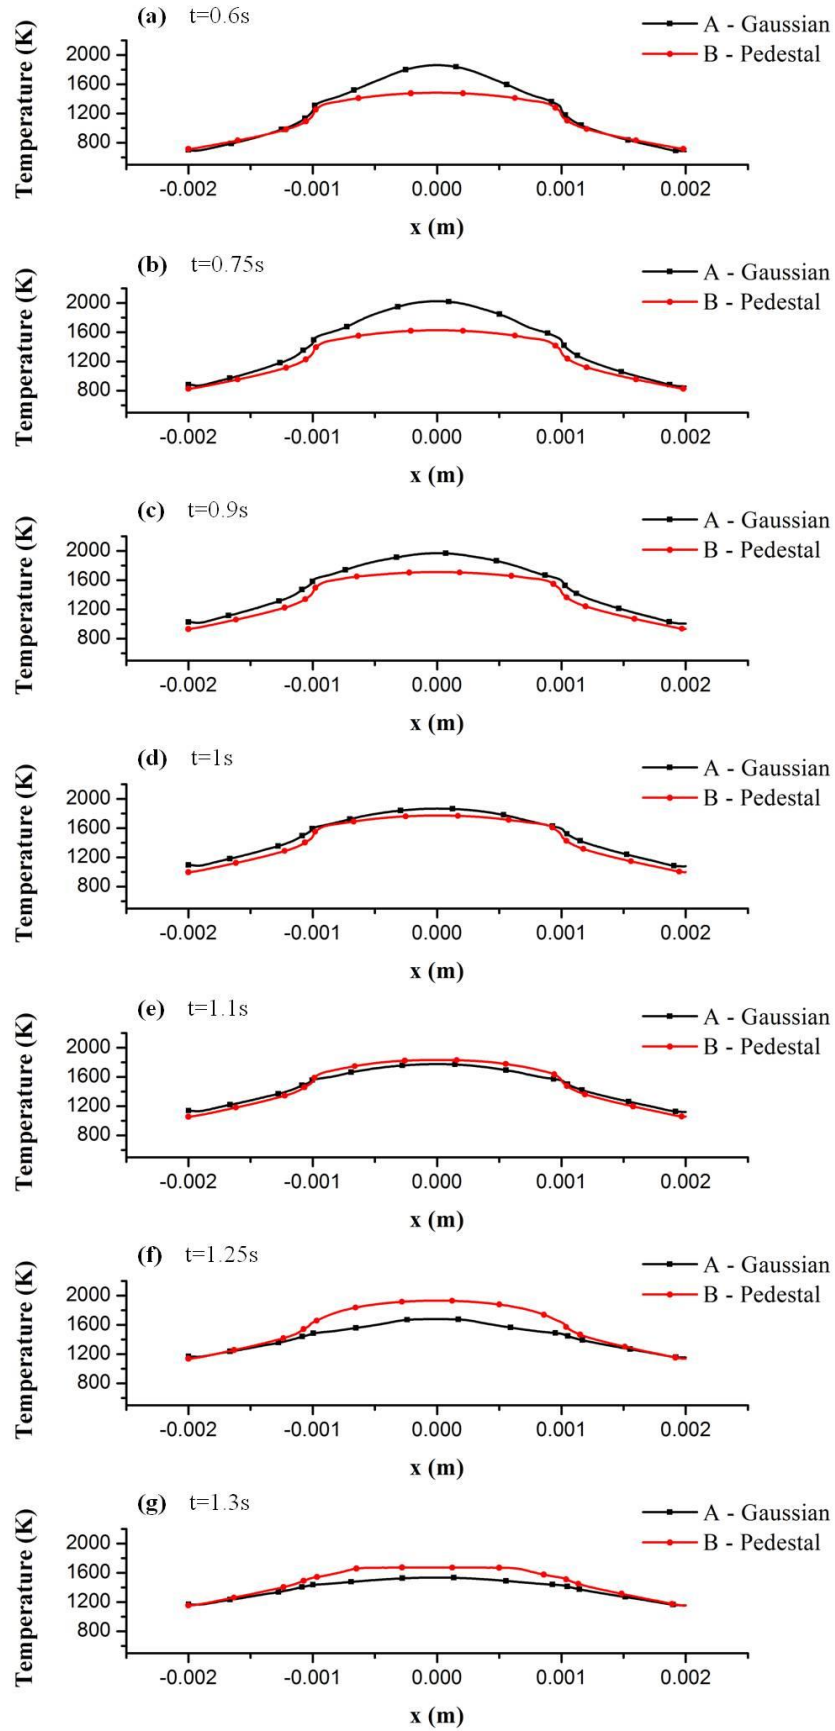 (a) t=0.6s
A - Gaussian
B - Pedestal
Temperature (K)
2000
1600
1200
800
-0.002 -0.001 0.000 0.001 0.002
x (m)
(b) t=0.75s
A - Gaussian
B - Pedestal
Temperature (K)
2000
1600
1200
800
-0.002 -0.001 0.000 0.001 0.002
x (m)
(c) t=0.9s
A - Gaussian
B - Pedestal
Temperature (K)
2000
1600
1200
800
-0.002 -0.001 0.000 0.001 0.002
x (m)
(d) t=1s
A - Gaussian
B - Pedestal
Temperature (K)
2000
1600
1200
800
-0.002 -0.001 0.000 0.001 0.002
x (m)
(e) t=1.1s
A - Gaussian
B - Pedestal
Temperature (K)
2000
1600
1200
800
-0.002 -0.001 0.000 0.001 0.002
x (m)
(f) t=1.25s
A - Gaussian
B - Pedestal
Temperature (K)
2000
1600
1200
800
-0.002 -0.001 0.000 0.001 0.002
x (m)
(g) t=1.3s
A - Gaussian
B - Pedestal
Temperature (K)
2000
1600
1200
800
-0.002 -0.001 0.000 0.001 0.002
x (m)